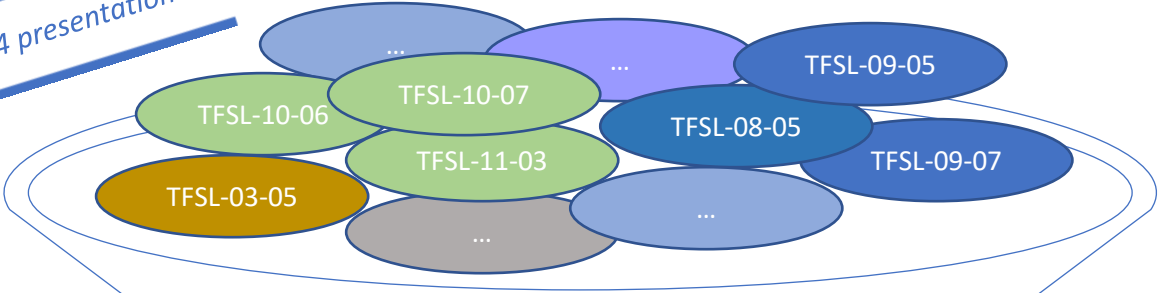 4 presentation
...
...
TFSL-09-05
TFSL-10-07
TFSL-10-06
TFSL-08-05
TFSL-11-03
TFSL-09-07
TFSL-03-05
...
...